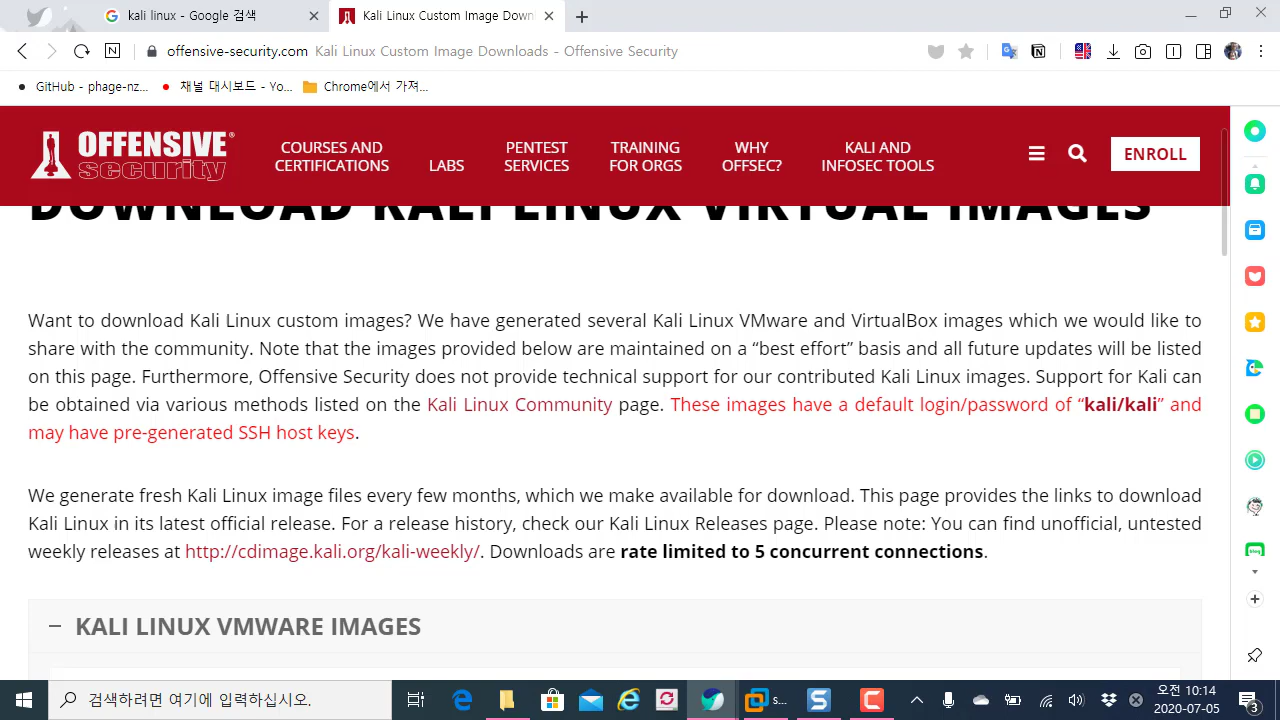 kali linux - Google 검색
Kali Linux Custom Image Down
offensive-security.com Kali Linux Custom Image Downloads - Offensive Security
GitHub - phage-nz...
채널 대시보드 - Yo...
Chrome에서 가져...
OFFENSIVE
security
COURSES AND
CERTIFICATIONS
LABS
PENTEST
SERVICES
TRAINING
FOR ORGS
WHY
OFFSEC?
KALI AND
INFOSEC TOOLS
ENROLL
DOWNLOAD KALI LINUX VIRTUAL IMAGES
Want to download Kali Linux custom images? We have generated several Kali Linux VMware and VirtualBox images which we would like to
share with the community. Note that the images provided below are maintained on a “best effort” basis and all future updates will be listed
on this page. Furthermore, Offensive Security does not provide technical support for our contributed Kali Linux images. Support for Kali can
be obtained via various methods listed on the Kali Linux Community page. These images have a default login/password of “kali/kali” and
may have pre-generated SSH host keys.
We generate fresh Kali Linux image files every few months, which we make available for download. This page provides the links to download
Kali Linux in its latest official release. For a release history, check our Kali Linux Releases page. Please note: You can find unofficial, untested
weekly releases at http://cdimage.kali.org/kali-weekly/. Downloads are rate limited to 5 concurrent connections.
KALI LINUX VMWARE IMAGES
검색하려면 여기에 입력하십시오.
s...
오전 10:14
2020-07-05
3